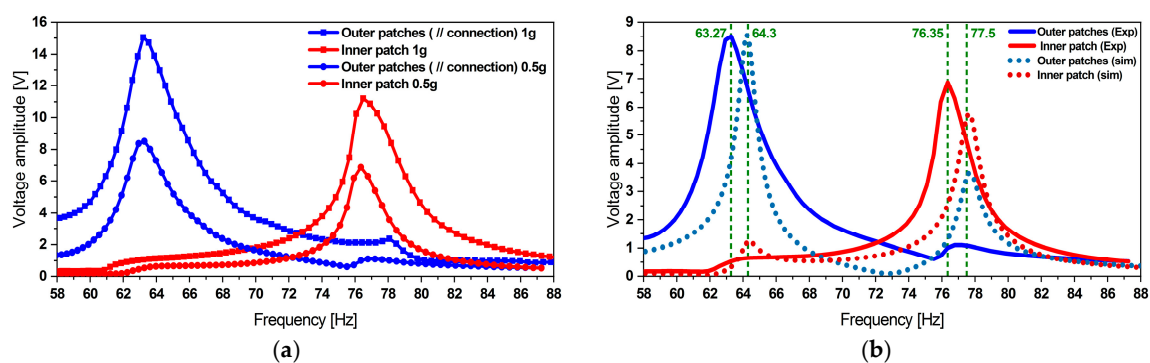 16
14
12
10
8
6
4
2
0
Voltage amplitude [V]
Outer patches ( // connection) 1g
Inner patch 1g
Outer patches ( // connection) 0.5g
Inner patch 0.5g
58 60 62 64 66 68 70 72 74 76 78 80 82 84 86 88
Frequency [Hz]
(a)
9
8
7
6
5
4
3
2
1
0
Voltage amplitude [V]
63.27 64.3 76.35 77.5
Outer patches (Exp)
Inner patch (Exp)
Outer patches (sim)
Inner patch (sim)
58 60 62 64 66 68 70 72 74 76 78 80 82 84 86 88
Frequency [Hz]
(b)